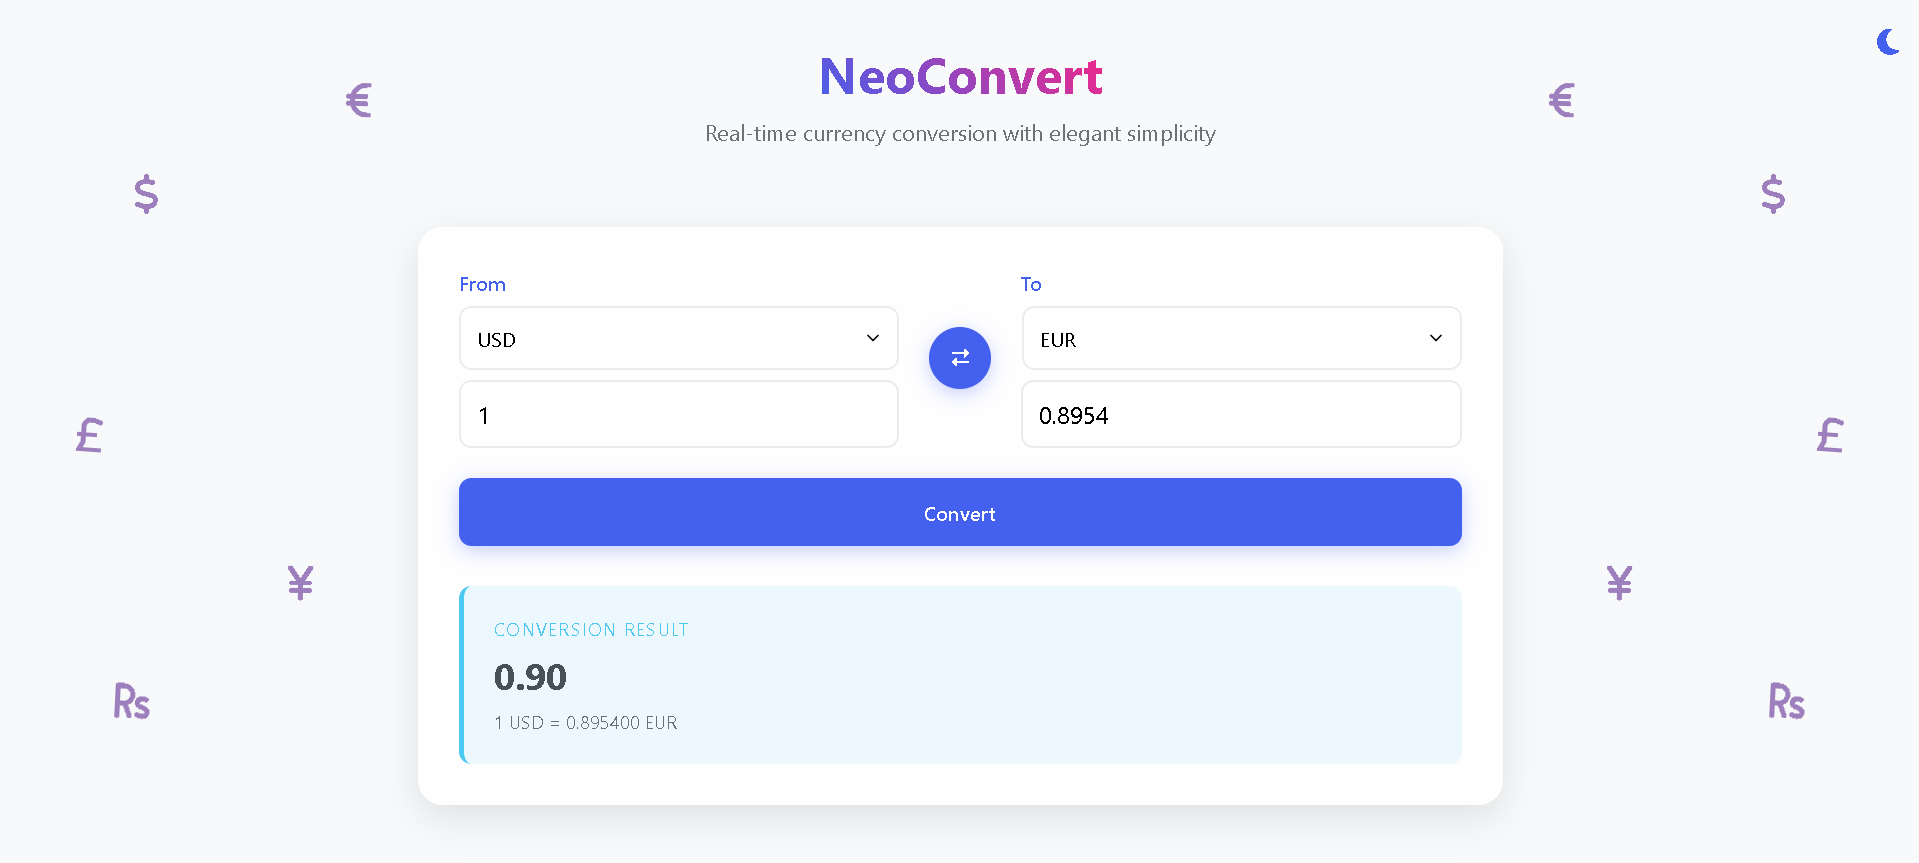 NeoConvert
Real-time currency conversion with elegant simplicity
€ €
$ $
From To
USD EUR
1 0.8954
£ £
Convert
¥ ¥
CONVERSION RESULT
0.90
Rs Rs
1 USD = 0.895400 EUR